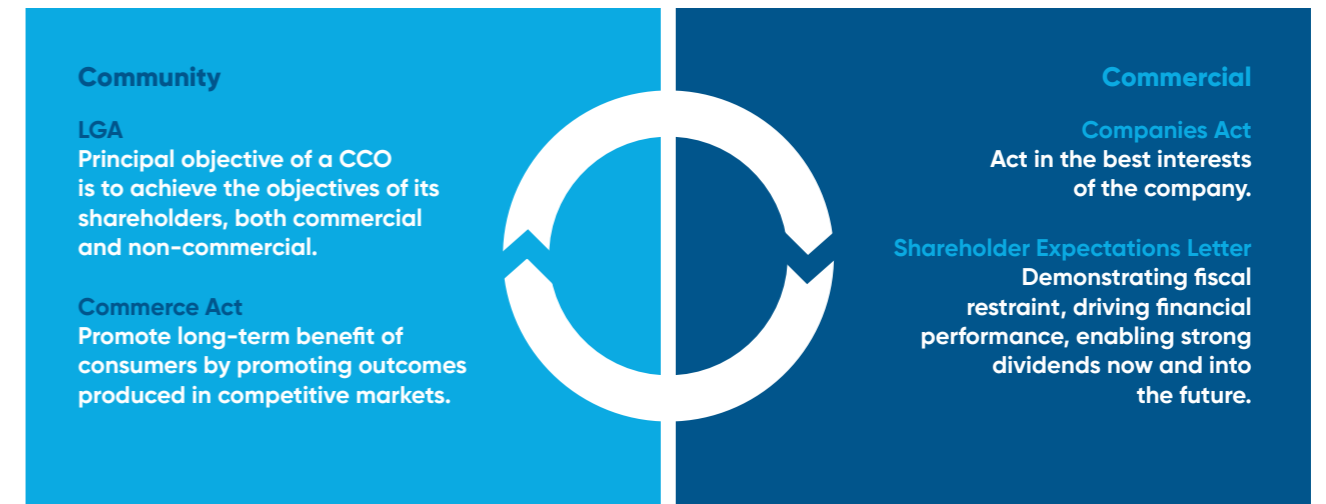 Community
LGA
Principal objective of a CCO
is to achieve the objectives of its
shareholders, both commercial
and non-commercial.
Commerce Act
Promote long-term benefit of
consumers by promoting outcomes
produced in competitive markets.
Commercial
Companies Act
Act in the best interests
of the company.
Shareholder Expectations Letter
Demonstrating fiscal
restraint, driving financial
performance, enabling strong
dividends now and into
the future.